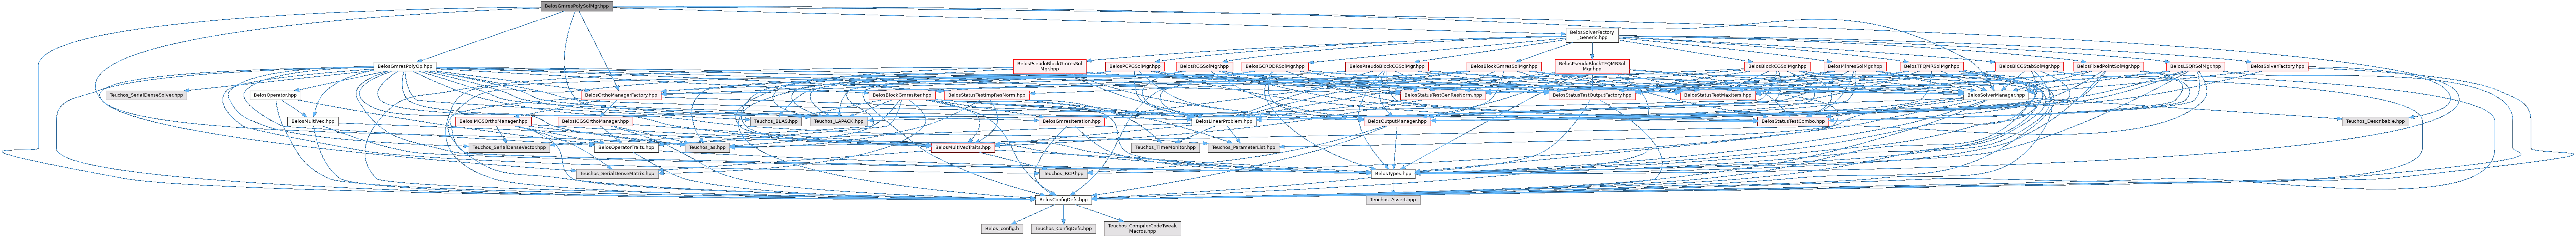 BelosGmresPolySolMgr.hpp
BelosSolverFactory
_Generic.hpp
BelosGmresPolyOp.hpp
BelosPseudoBlockGmresSol
Mgr.hpp
BelosPCPGSolMgr.hpp
BelosRCGSolMgr.hpp
BelosGCRODRSolMgr.hpp
BelosPseudoBlockCGSolMgr.hpp
BelosBlockGmresSolMgr.hpp
BelosPseudoBlockTFQMRSol
Mgr.hpp
BelosBlockCGSolMgr.hpp
BelosMinresSolMgr.hpp
BelosTFQMRSolMgr.hpp
BelosBiCGStabSolMgr.hpp
BelosFixedPointSolMgr.hpp
BelosLSQRSolMgr.hpp
BelosSolverFactory.hpp
Teuchos_SerialDenseSolver.hpp
BelosOperator.hpp
BelosOrthoManagerFactory.hpp
BelosBlockGmresIter.hpp
BelosStatusTestImpResNorm.hpp
BelosStatusTestGenResNorm.hpp
BelosStatusTestOutputFactory.hpp
BelosStatusTestMaxIters.hpp
BelosSolverManager.hpp
BelosMultiVec.hpp
BelosIMGSOrthoManager.hpp
BelosICGSOrthoManager.hpp
Teuchos_BLAS.hpp
Teuchos_LAPACK.hpp
BelosGmresIteration.hpp
BelosLinearProblem.hpp
BelosOutputManager.hpp
BelosStatusTestCombo.hpp
Teuchos_Describable.hpp
Teuchos_SerialDenseVector.hpp
BelosOperatorTraits.hpp
Teuchos_as.hpp
BelosMultiVecTraits.hpp
Teuchos_TimeMonitor.hpp
Teuchos_ParameterList.hpp
Teuchos_SerialDenseMatrix.hpp
Teuchos_RCP.hpp
BelosTypes.hpp
BelosConfigDefs.hpp
Teuchos_Assert.hpp
Belos_config.h
Teuchos_ConfigDefs.hpp
Teuchos_CompilerCodeTweak
Macros.hpp